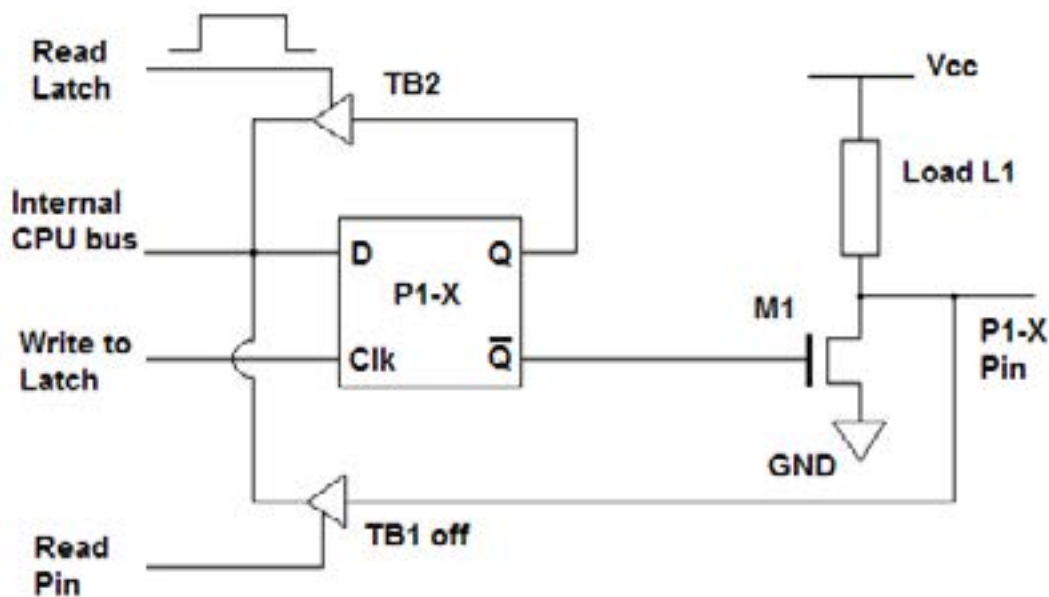 Read
Latch
TB2
Vcc
Load L1
Internal
CPU bus
D
Q
P1-X
M1
P1-X
Pin
Write to
Latch
Clk
Q̅
GND
TB1 off
Read
Pin